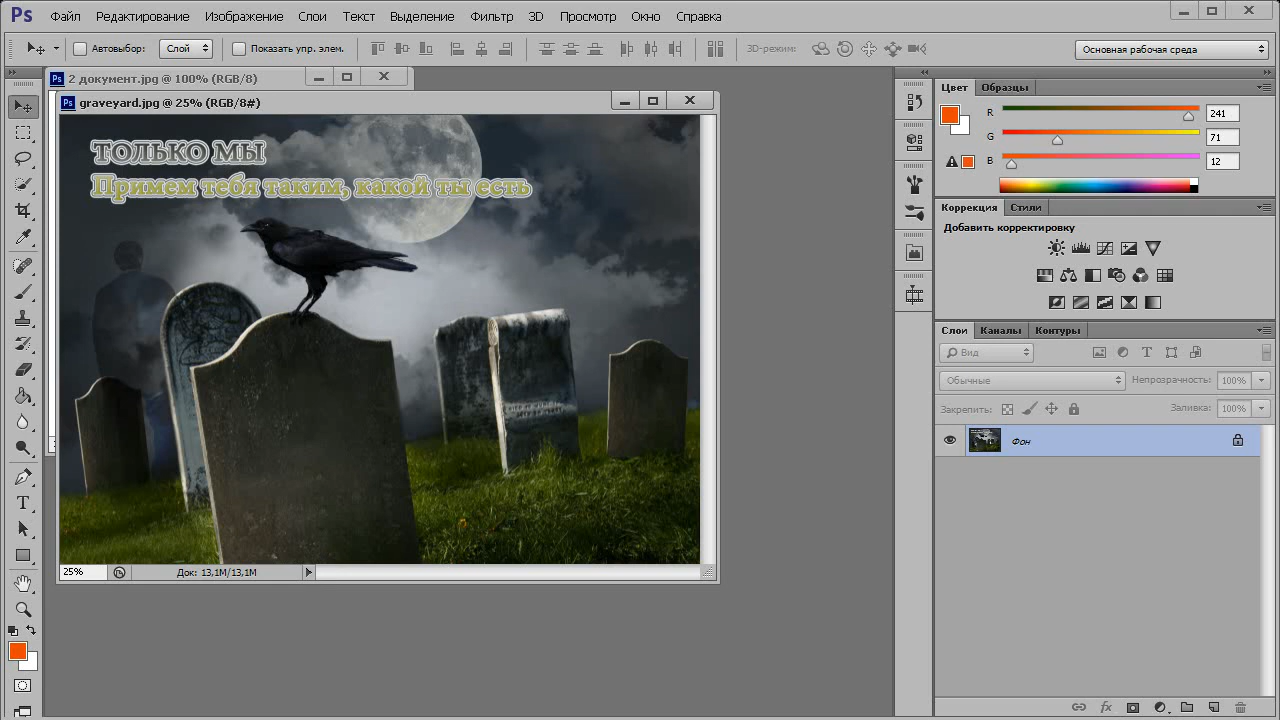 Ps Файл Редактирование Изображение Слои Текст Выделение Фильтр 3D Просмотр Окно Справка
Автовыбор: Слой Показать упр. элем. 3D-режим: Основная рабочая среда
Ps 2 документ.jpg @ 100% (RGB/8)
Ps graveyard.jpg @ 25% (RGB/8#)
ТОЛЬКО МЫ
Примем тебя таким, какой ты есть
25% Док: 13,1M/13,1M
Цвет Образцы
R 241
G 71
B 12
Коррекция Стили
Добавить корректировку
Слои Каналы Контуры
Вид
Обычные Непрозрачность: 100%
Закрепить: Заливка: 100%
Фон
fx